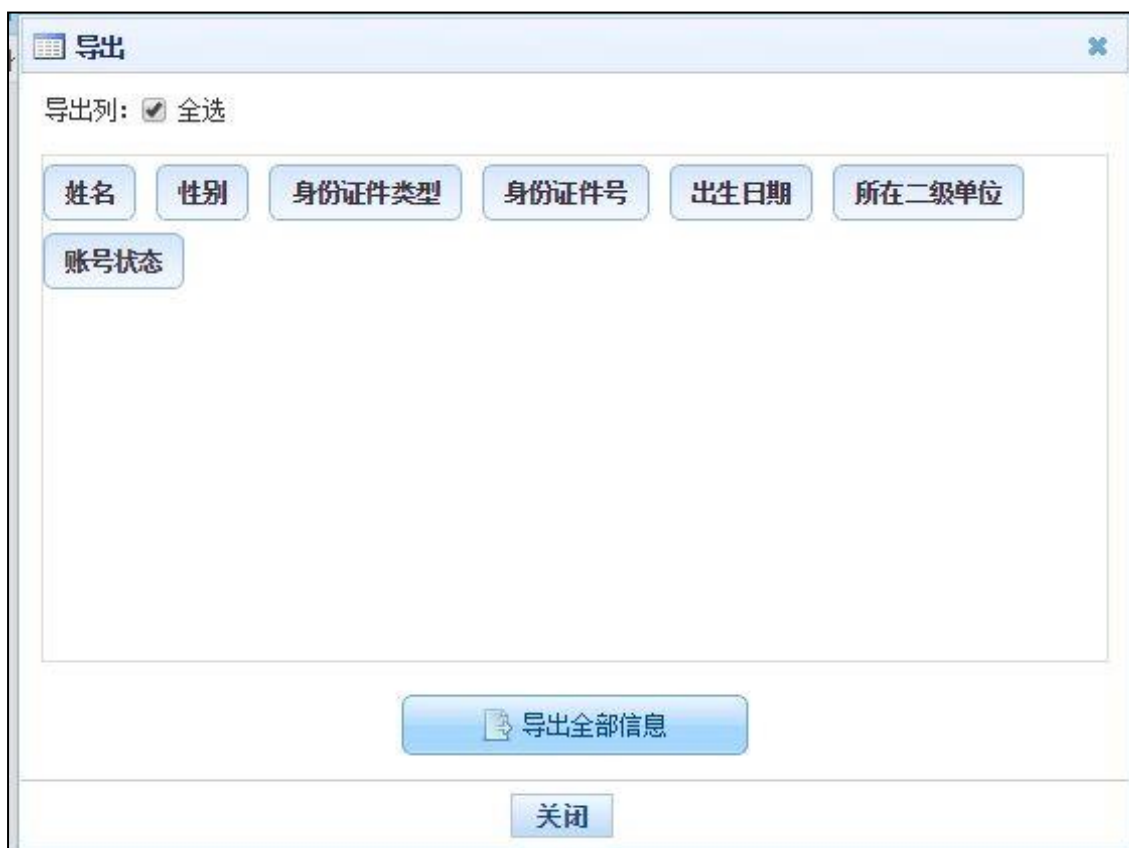 导出
导出列: 全选
姓名 性别 身份证件类型 身份证件号 出生日期 所在二级单位
账号状态
导出全部信息
关闭